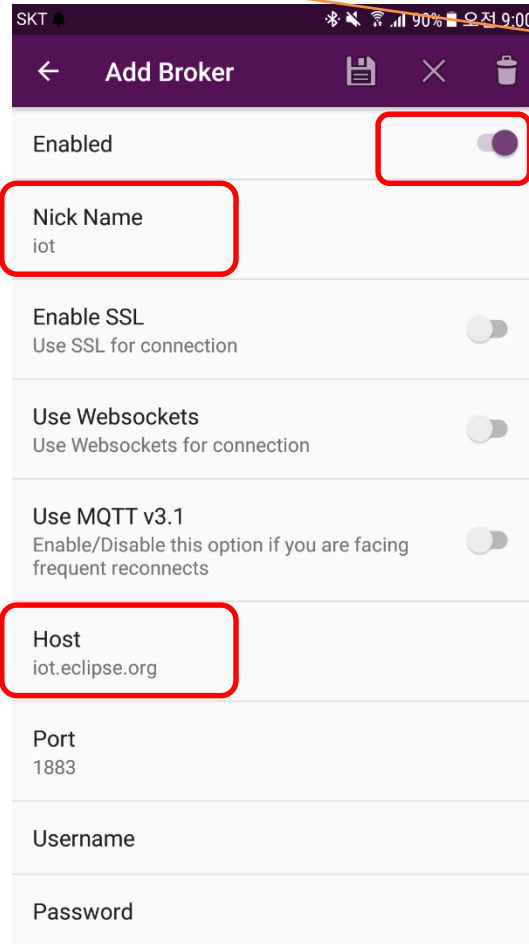 SKT 90% 오전 9:00
Add Broker
Enabled
Nick Name
iot
Enable SSL
Use SSL for connection
Use Websockets
Use Websockets for connection
Use MQTT v3.1
Enable/Disable this option if you are facing
frequent reconnects
Host
iot.eclipse.org
Port
1883
Username
Password